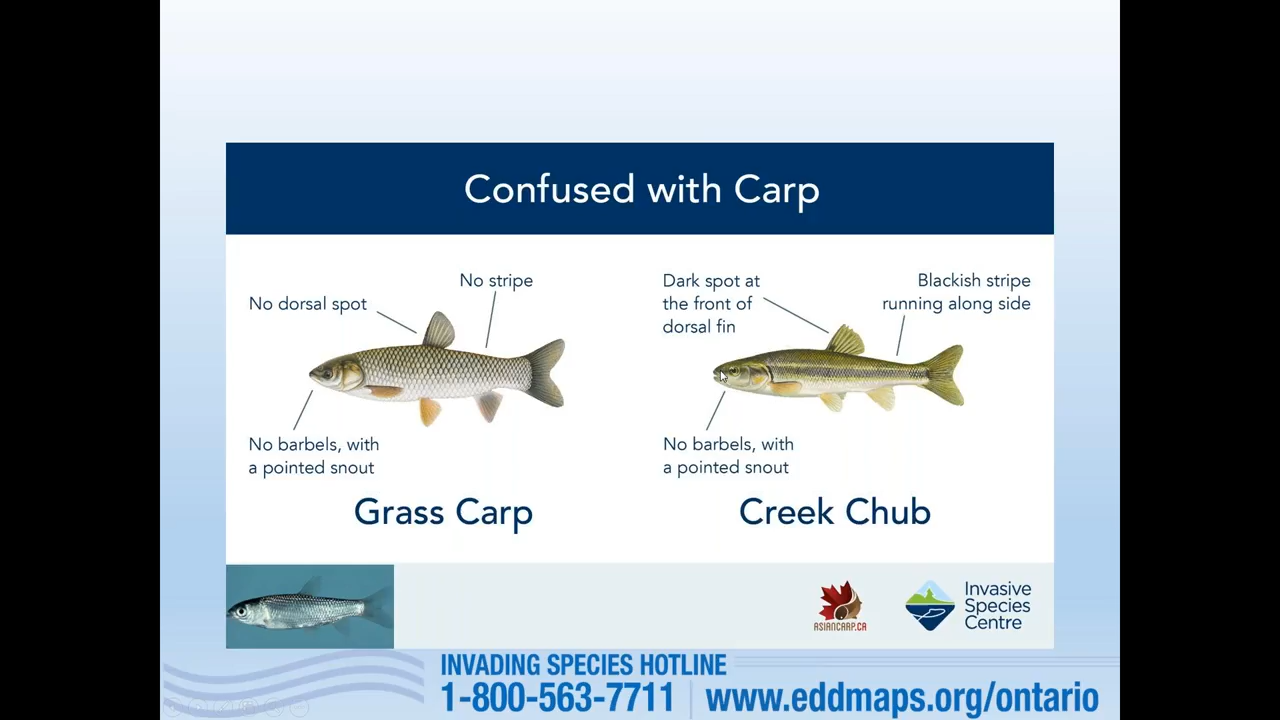 Confused with Carp
No dorsal spot
No stripe
No barbels, with
a pointed snout
Grass Carp
Dark spot at
the front of
dorsal fin
Blackish stripe
running along side
No barbels, with
a pointed snout
Creek Chub
ASIANCARP.CA
Invasive
Species
Centre
INVADING SPECIES HOTLINE
1-800-563-7711
www.eddmaps.org/ontario